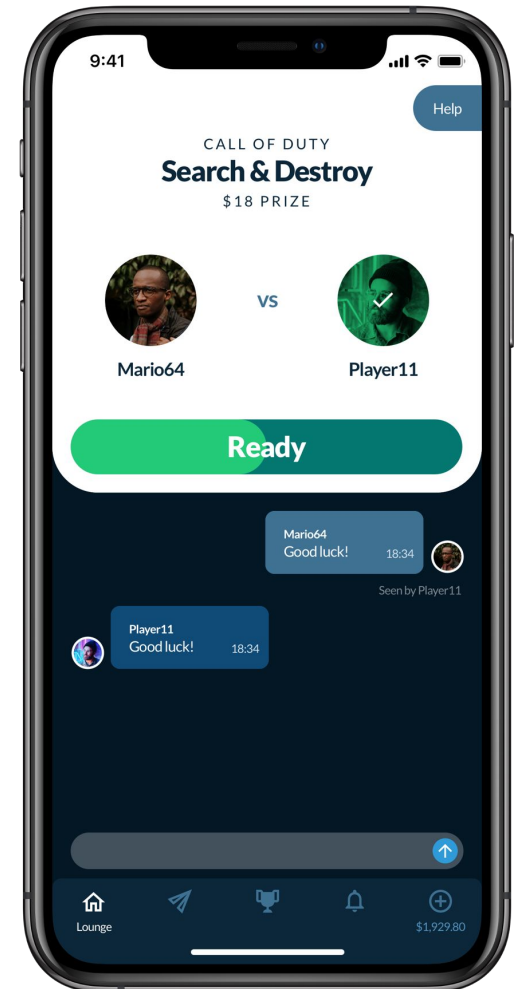 9:41
Help
CALL OF DUTY
Search & Destroy
$18 PRIZE
vs
Mario64
Player11
Ready
Mario64
Good luck!
18:34
Seen by Player11
Player11
Good luck!
18:34
Lounge
$1,929.80